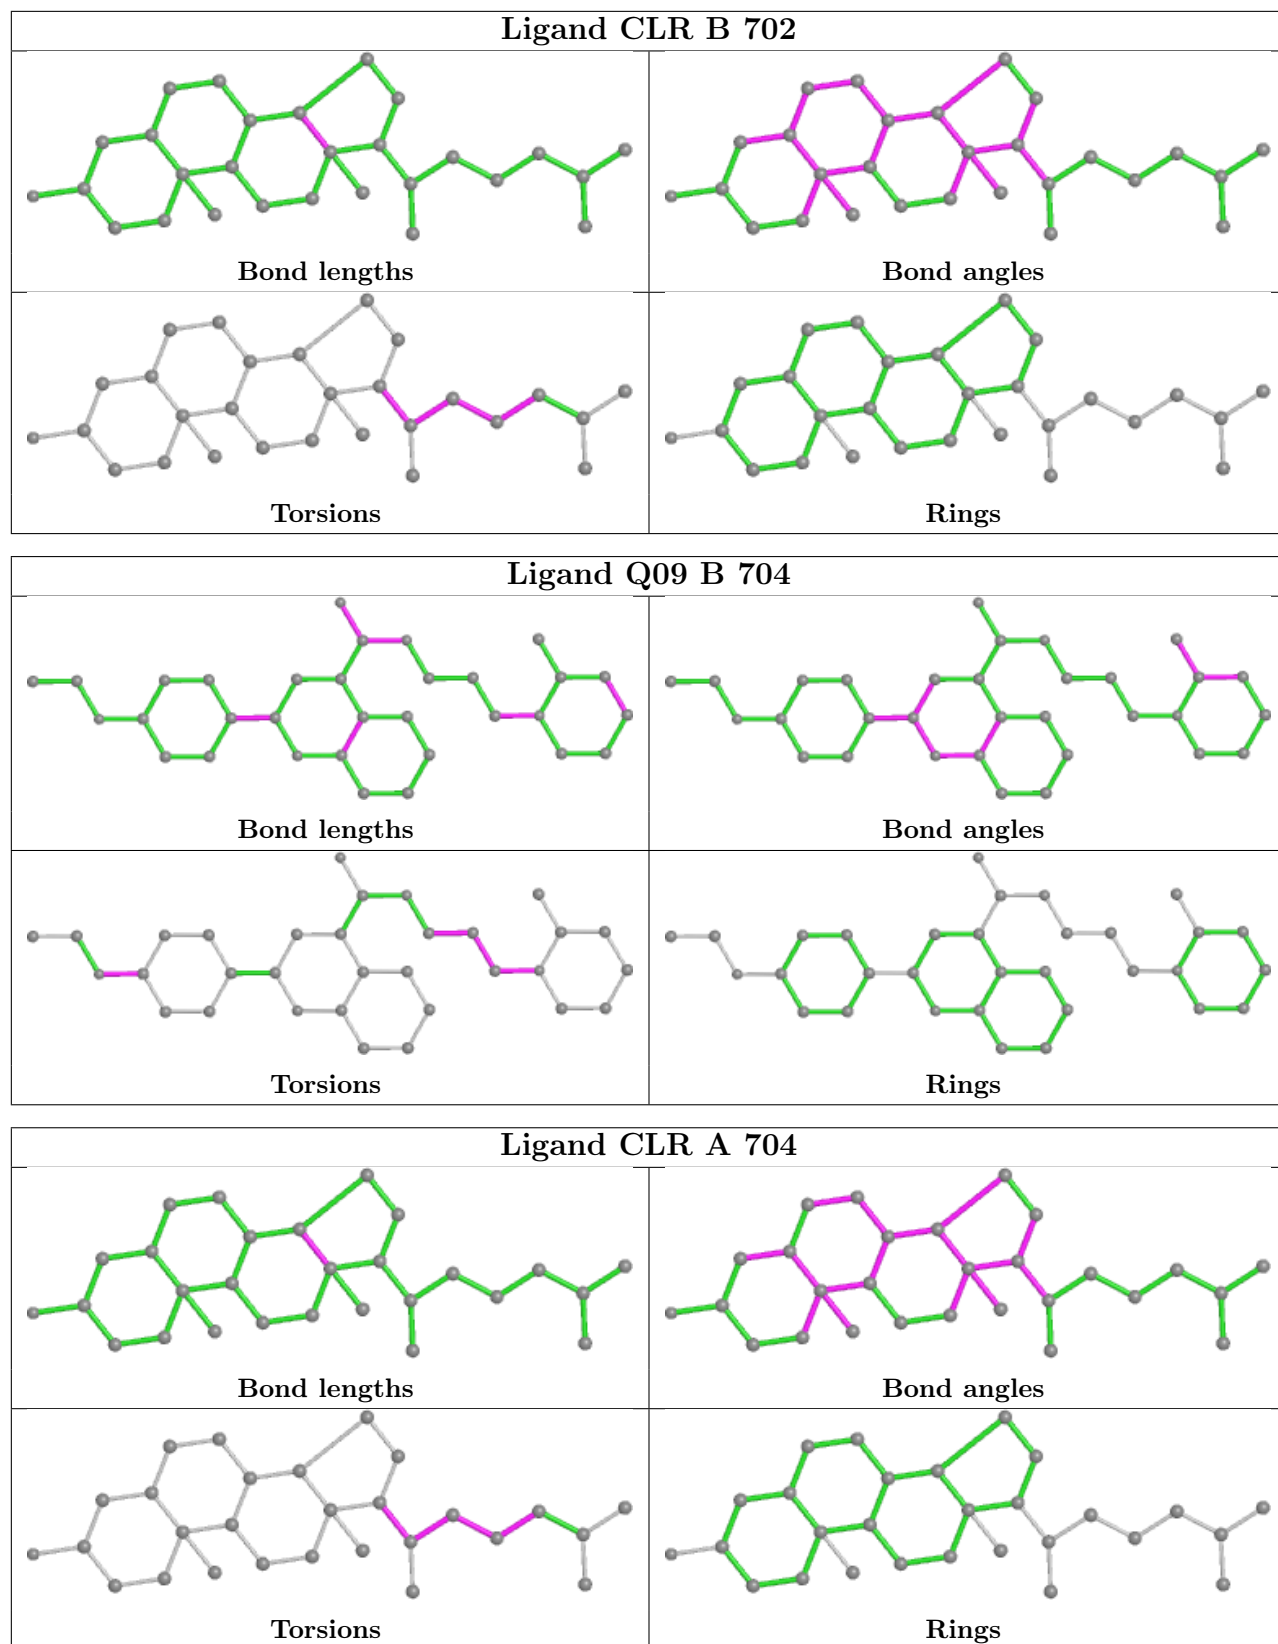 Ligand CLR B 702
Bond lengths
Bond angles
Torsions
Rings
Ligand Q09 B 704
Bond lengths
Bond angles
Torsions
Rings
Ligand CLR A 704
Bond lengths
Bond angles
Torsions
Rings